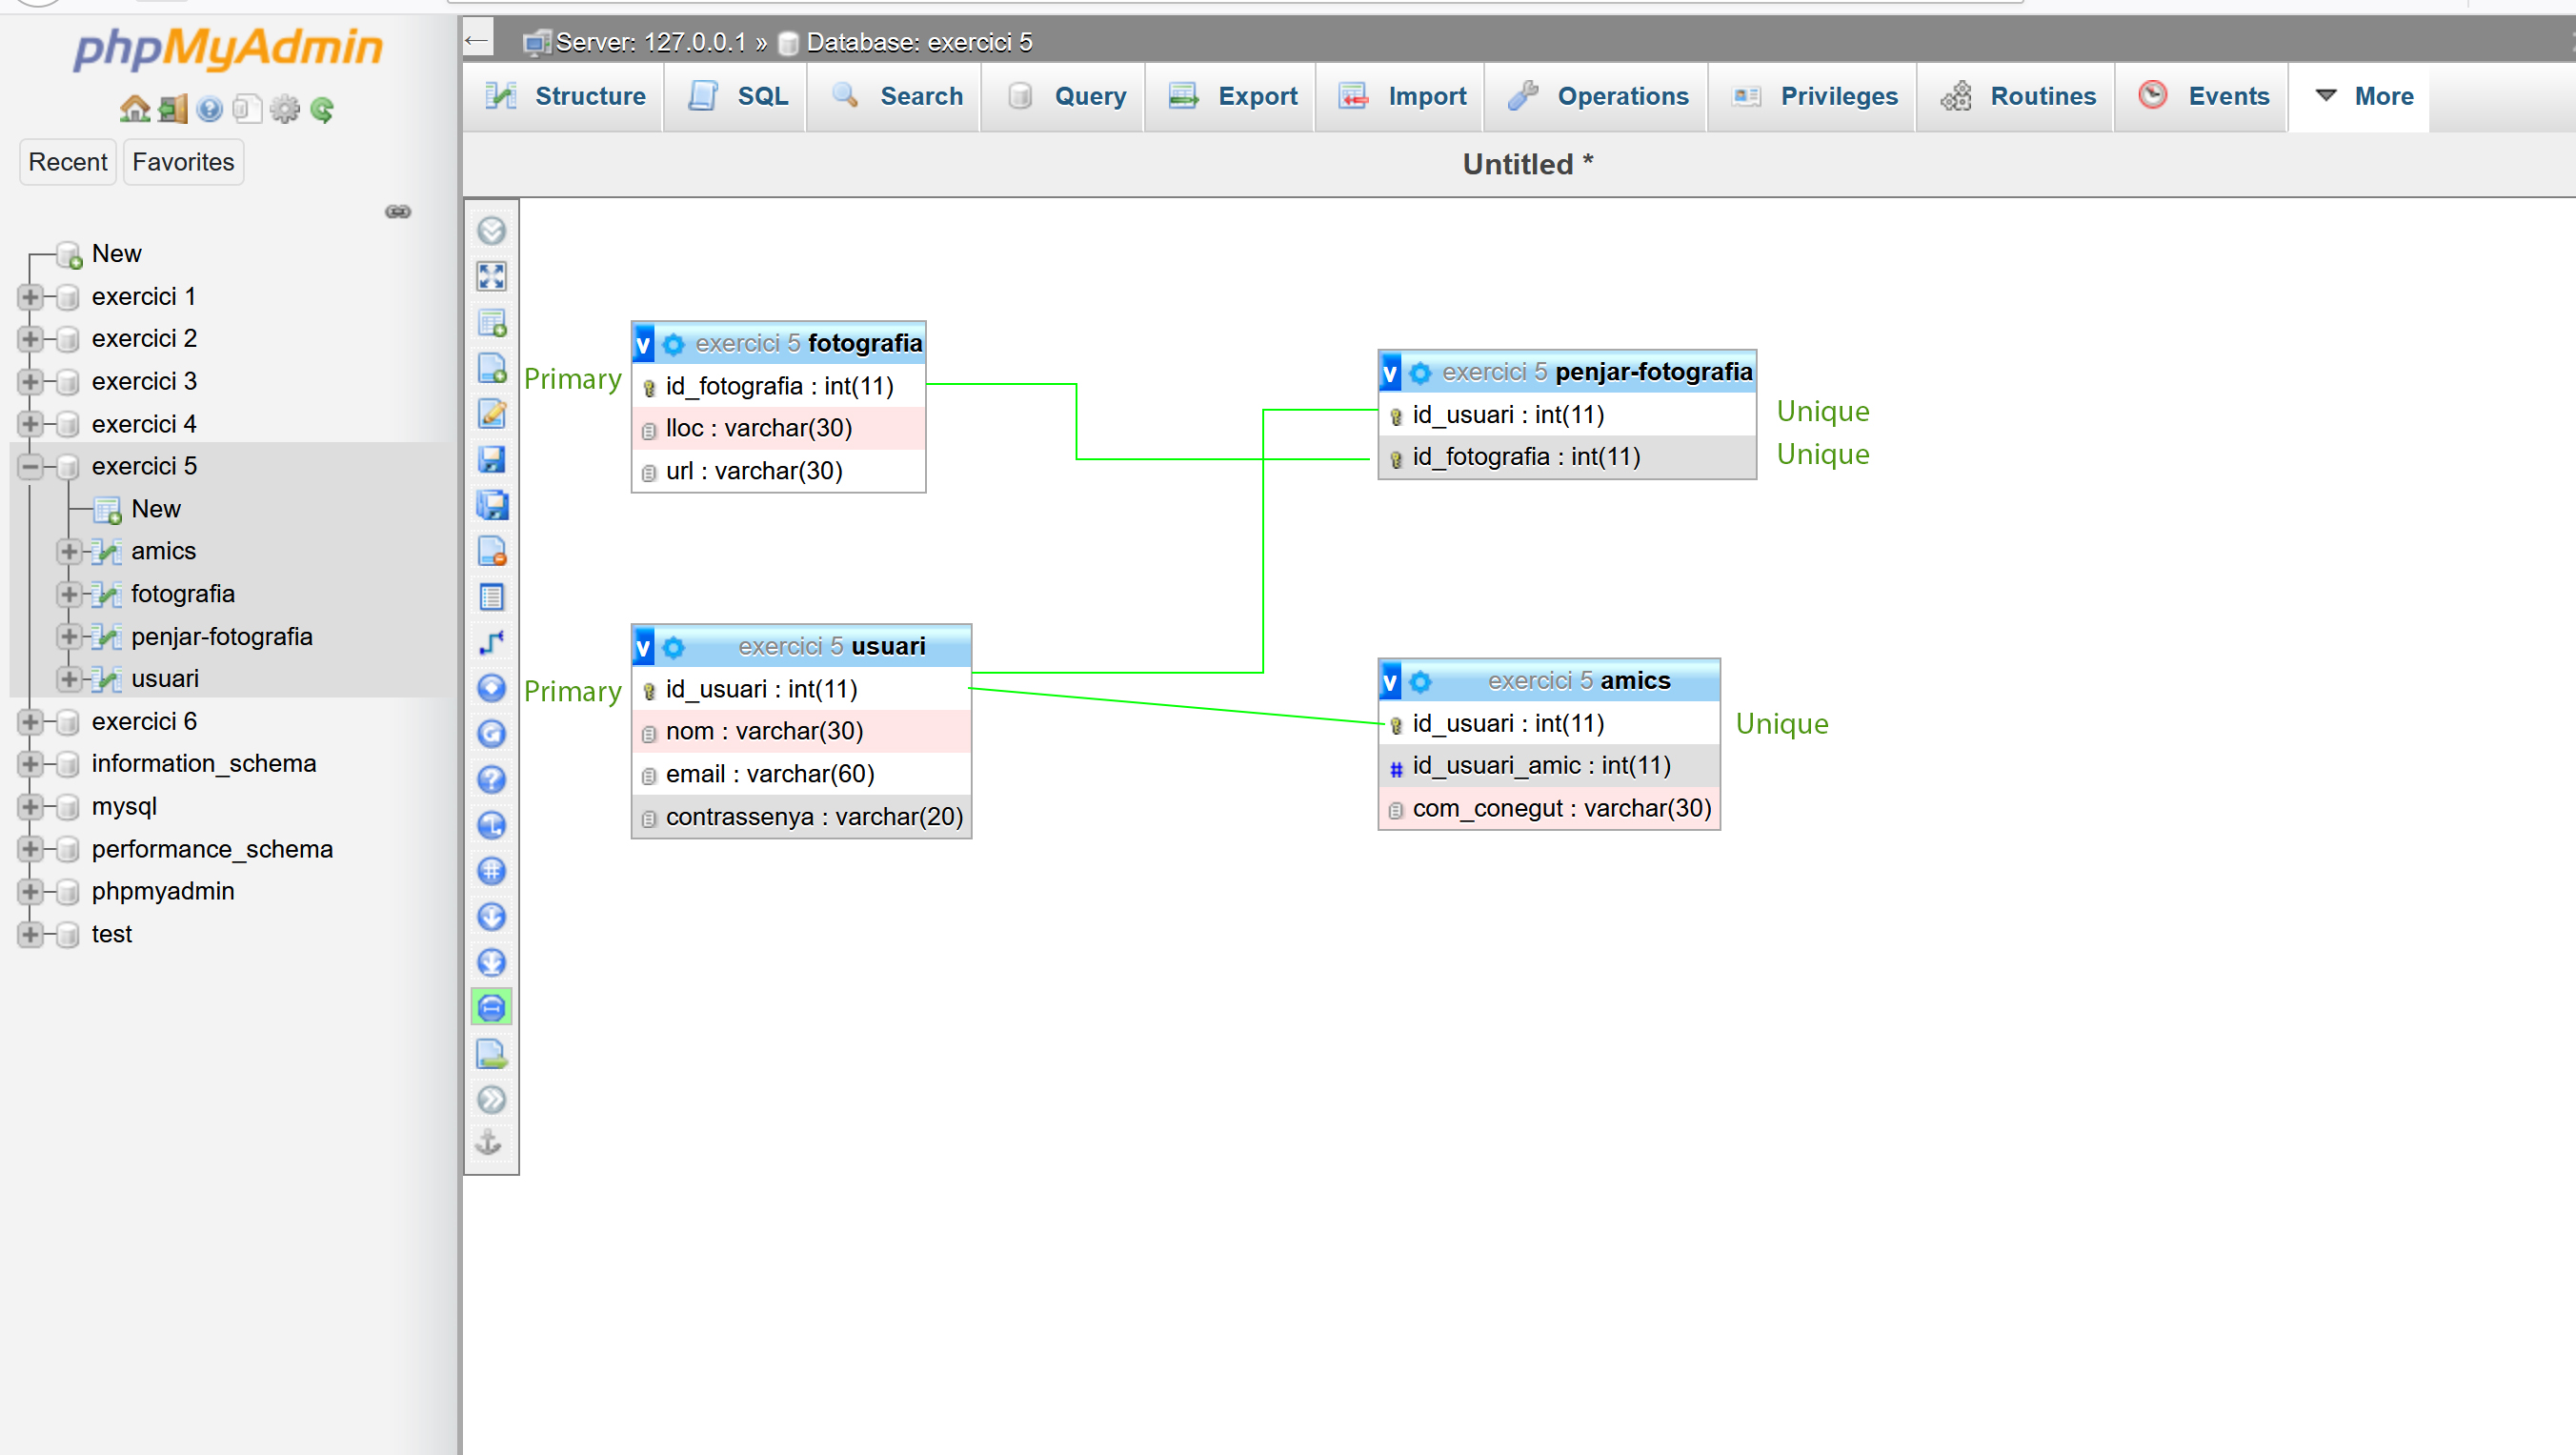 phpMyAdmin
Recent
Favorites
New
exercici 1
exercici 2
exercici 3
exercici 4
exercici 5
New
amics
fotografia
penjar-fotografia
usuari
exercici 6
information_schema
mysql
performance_schema
phpmyadmin
test
Server: 127.0.0.1 » Database: exercici 5
Structure
SQL
Search
Query
Export
Import
Operations
Privileges
Routines
Events
More
Untitled *
v exercici 5 fotografia
Primary
id_fotografia : int(11)
lloc : varchar(30)
url : varchar(30)
v exercici 5 penjar-fotografia
id_usuari : int(11)
Unique
id_fotografia : int(11)
Unique
v exercici 5 usuari
Primary
id_usuari : int(11)
nom : varchar(30)
email : varchar(60)
contrassenya : varchar(20)
v exercici 5 amics
id_usuari : int(11)
Unique
# id_usuari_amic : int(11)
com_conegut : varchar(30)